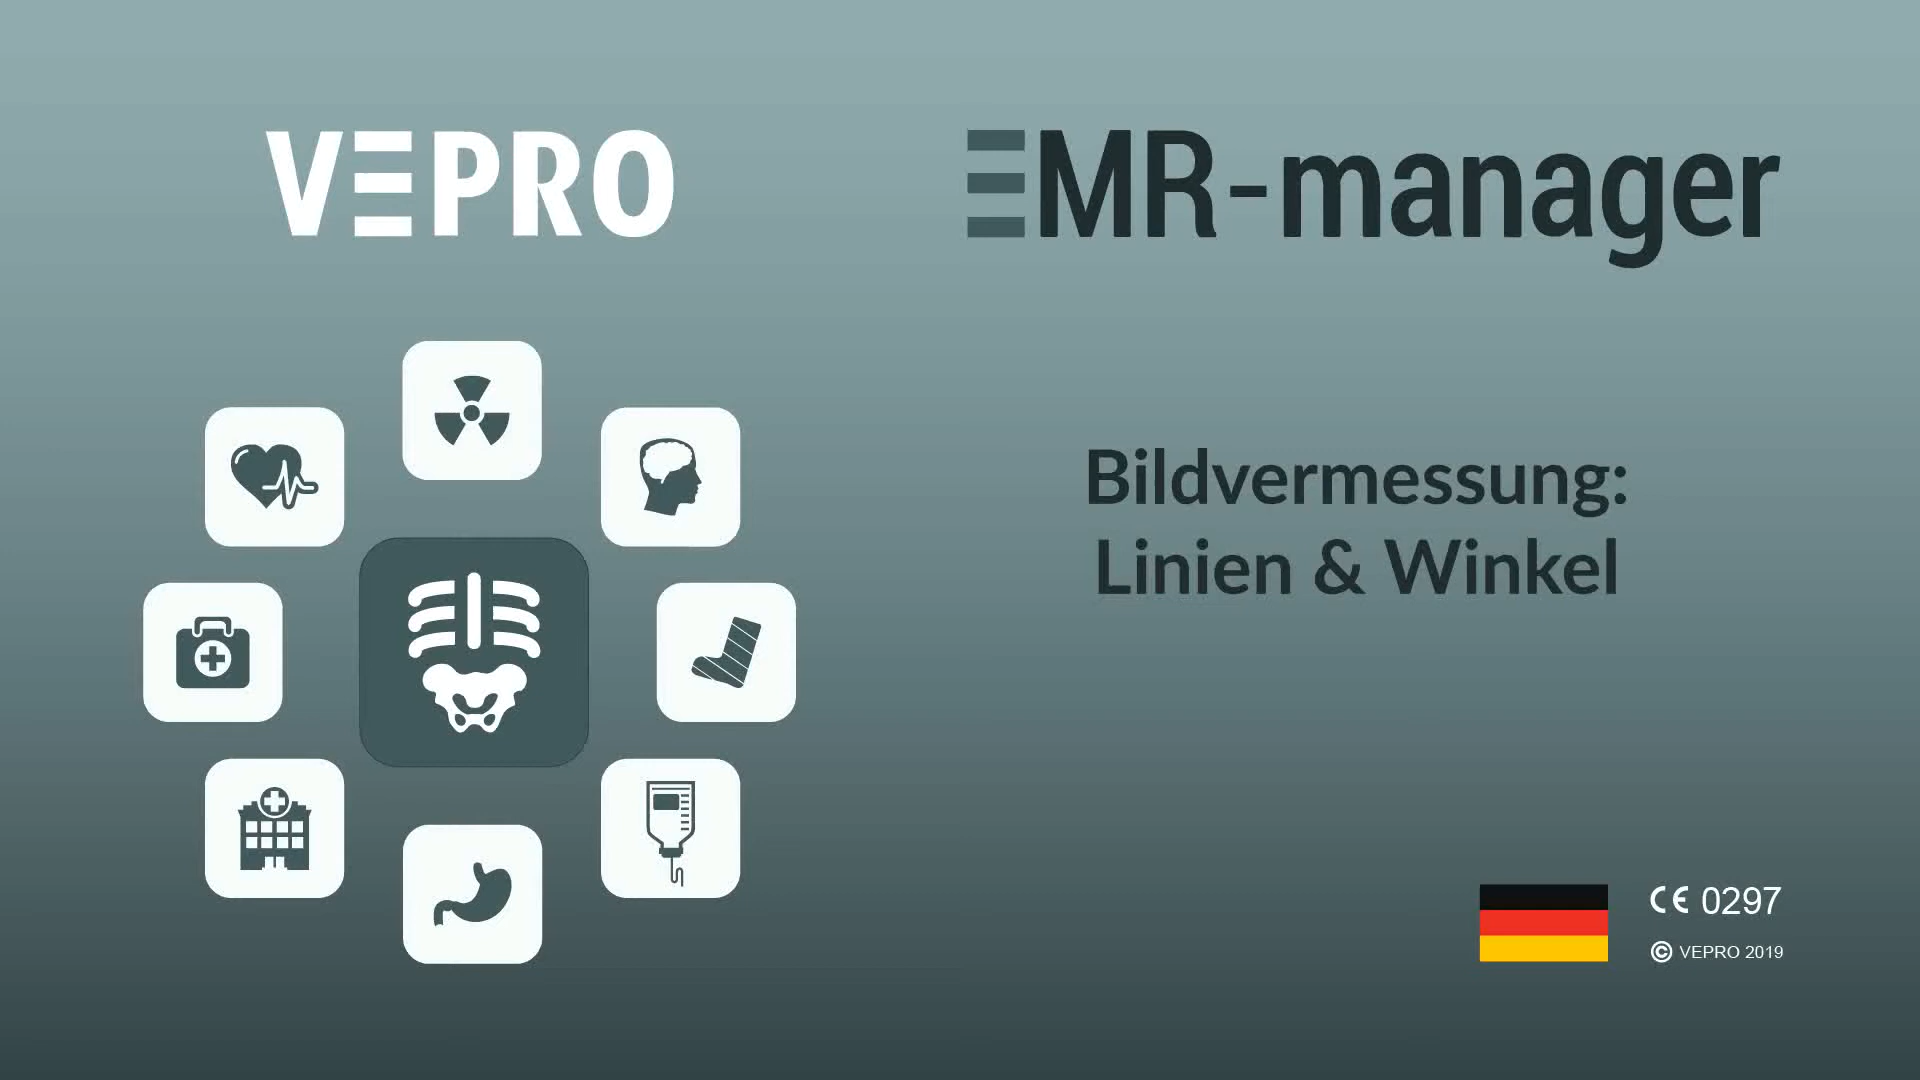 VEPRO
EMR-manager
Bildvermessung:
Linien & Winkel
CE 0297
© VEPRO 2019